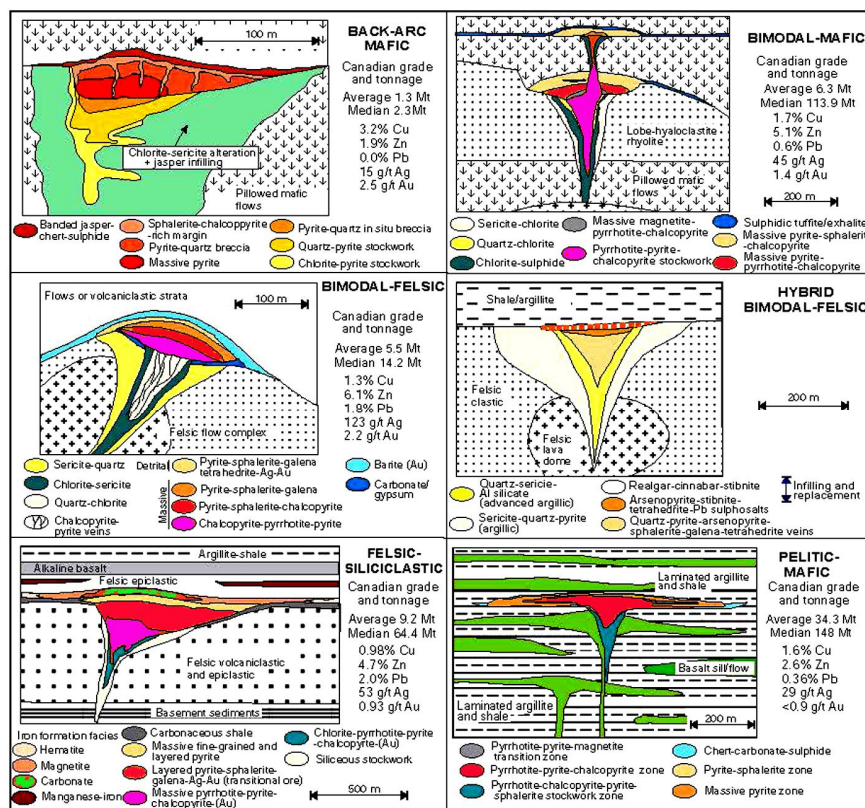 100 m
BACK-ARC
MAFIC
Canadian grade
and tonnage
Average 1.3 Mt
Median 2.3Mt
3.2% Cu
1.9% Zn
0.0% Pb
15 g/t Ag
2.5 g/t Au
Chlorite-sericite alteration
+ jasper infilling
Pillowed mafic
flows
Banded jasper-
chert-sulphide
Sphalerite-chalcopyrite
-rich margin
Pyrite-quartz breccia
Massive pyrite
Pyrite-quartz in situ breccia
Quartz-pyrite stockwork
Chlorite-pyrite stockwork
BIMODAL-MAFIC
Canadian grade
and tonnage
Average 6.3 Mt
Median 113.9 Mt
1.7% Cu
5.1% Zn
0.6% Pb
45 g/t Ag
1.4 g/t Au
Lobe-hyaloclastite
rhyolite
Pillowed mafic
flows
200 m
Sericite-chlorite
Quartz-chlorite
Chlorite-sulphide
Massive magnetite-
pyrrhotite-chalcopyrite
Pyrrhotite-pyrite-
chalcopyrite stockwork
Sulphidic tuffite/exhalite
Massive pyrite-sphalerite
-chalcopyrite
Massive pyrite-
pyrrhotite-chalcopyrite
Flows or volcaniclastic strata
100 m
BIMODAL-FELSIC
Canadian grade
and tonnage
Average 5.5 Mt
Median 14.2 Mt
1.3% Cu
6.1% Zn
1.8% Pb
123 g/t Ag
2.2 g/t Au
Felsic flow complex
Sericite-quartz
Chlorite-sericite
Quartz-chlorite
Chalcopyrite-
pyrite veins
Detrital
Massive
Pyrite-sphalerite-galena
tetrahedrite-Ag-Au
Pyrite-sphalerite-galena
Pyrite-sphalerite-chalcopyrite
Chalcopyrite-pyrrhotite-pyrite
Barite (Au)
Carbonate/
gypsum
Shale/argillite
HYBRID
BIMODAL-FELSIC
Felsic
clastic
Felsic
lava
dome
200 m
Quartz-sericie-
Al silicate
(advanced argillic)
Sericite-quartz-pyrite
(argillic)
Realgar-cinnabar-stibnite
Arsenopyrite-stibnite-
tetrahedrite-Pb sulphosalts
Quartz-pyrite-arsenopyrite-
sphalerite-galena-tetrahedrite veins
Infilling and
replacement
Argillite-shale
Alkaline basalt
Felsic epiclastic
FELSIC-
SILICICLASTIC
Canadian grade
and tonnage
Average 9.2 Mt
Median 64.4 Mt
0.98% Cu
4.7% Zn
2.0% Pb
53 g/t Ag
0.93 g/t Au
Felsic volcaniclastic
and epiclastic
Basement sediments
Iron formation facies
Hematite
Magnetite
Carbonate
Manganese-iron
Carbonaceous shale
Massive fine-grained and
layered pyrite
Layered pyrite-sphalerite-
galena-Ag-Au (transitional ore)
Massive pyrrhotite-pyrite-
chalcopyrite-(Au)
Chlorite-pyrrhotite-pyrite
-chalcopyrite-(Au)
Siliceous stockwork
500 m
PELITIC-
MAFIC
Laminated argillite
and shale
Canadian grade
and tonnage
Average 34.3 Mt
Median 148 Mt
1.6% Cu
2.6% Zn
0.36% Pb
29 g/t Ag
<0.9 g/t Au
Basalt sill/flow
Laminated argillite
and shale
200 m
Pyrrhotite-pyrite-magnetite
transition zone
Pyrrhotite-pyrite-chalcopyrite zone
Pyrrhotite-chalcopyrite-pyrite-
sphalerite stockwork zone
Chert-carbonate-sulphide
Pyrite-sphalerite zone
Massive pyrite zone